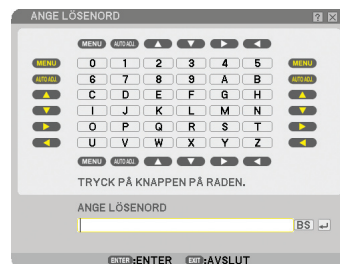 ANGE LÖSENORD ? X
MENU AUTO ADJ. ▲ ▼ ▶ ◀
MENU 0 1 2 3 4 5 MENU
AUTO ADJ. 6 7 8 9 A B AUTO ADJ.
▲ C D E F G H ▲
▼ I J K L M N ▼
▶ O P Q R S T ▶
◀ U V W X Y Z ◀
MENU AUTO ADJ. ▲ ▼ ▶ ◀
TRYCK PÅ KNAPPEN PÅ RADEN.
ANGE LÖSENORD
BS ↵
ENTER :ENTER EXIT :AVSLUT